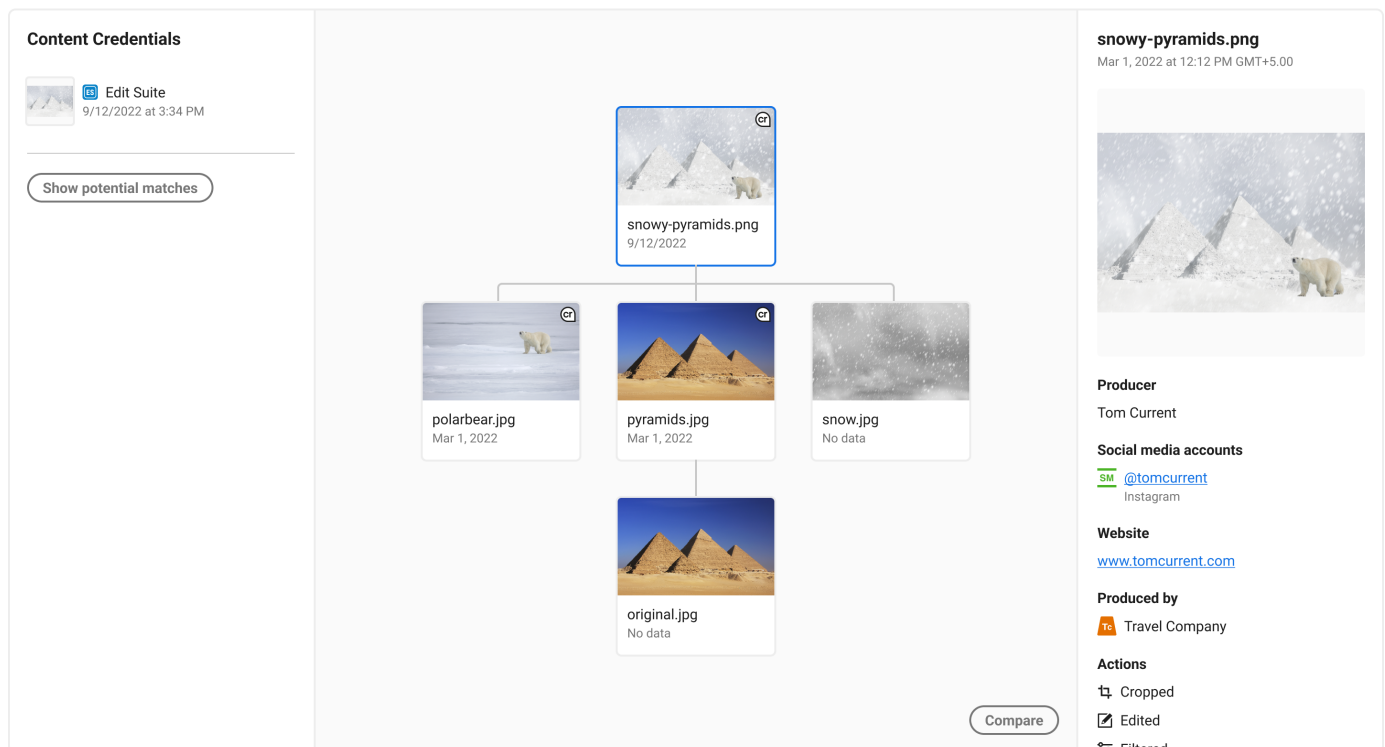 Content Credentials
ES Edit Suite
9/12/2022 at 3:34 PM
Show potential matches
cr
snowy-pyramids.png
9/12/2022
cr
polarbear.jpg
Mar 1, 2022
cr
pyramids.jpg
Mar 1, 2022
snow.jpg
No data
original.jpg
No data
Compare
snowy-pyramids.png
Mar 1, 2022 at 12:12 PM GMT+5.00
Producer
Tom Current
Social media accounts
SM @tomcurrent
Instagram
Website
www.tomcurrent.com
Produced by
Tc Travel Company
Actions
Cropped
Edited
Filtered